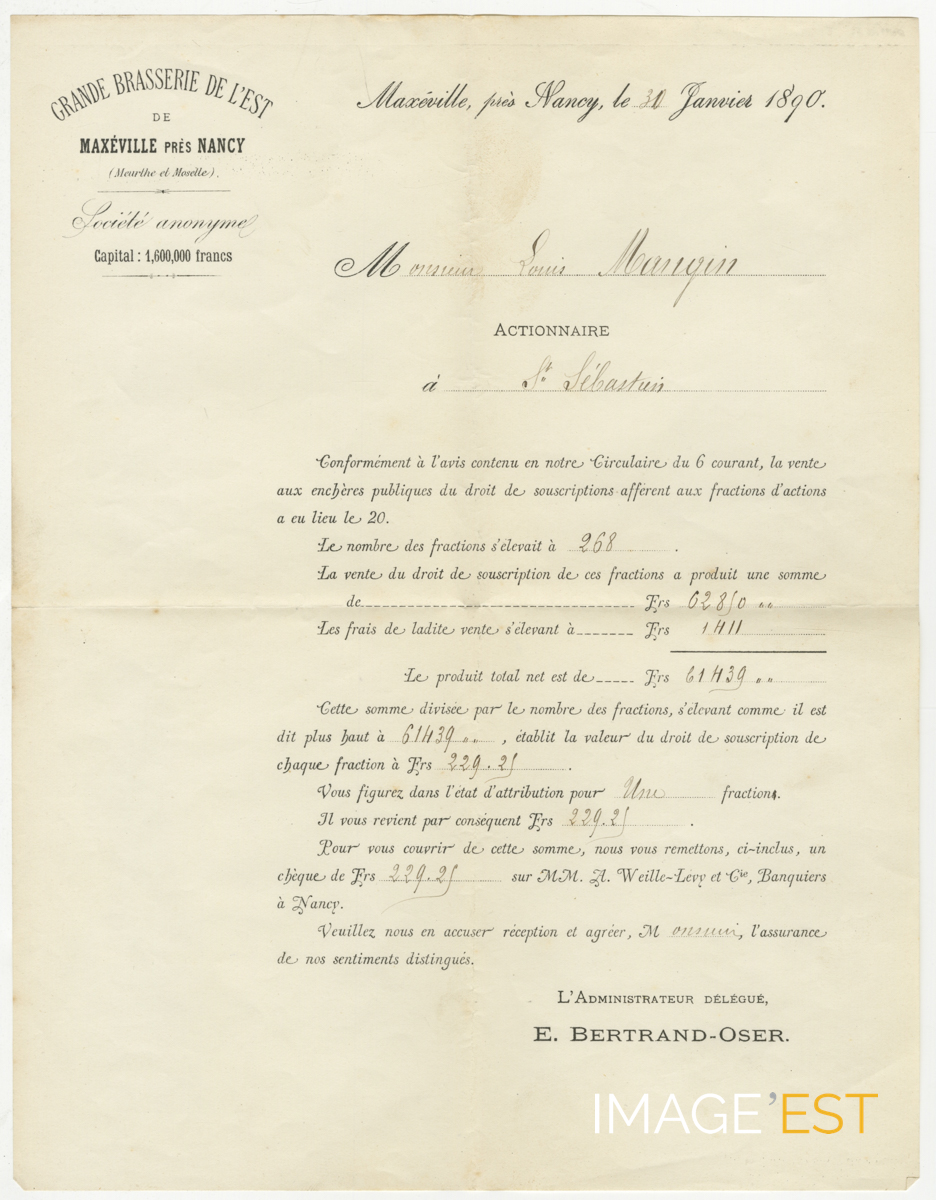 GRANDE BRASSERIE DE L'EST
DE
MAXÉVILLE PRÈS NANCY
(Meurthe et Moselle).
Société anonyme
Capital : 1,600,000 francs
Maxéville, près Nancy, le 30 Janvier 1890.
Monsieur Louis Mangin
ACTIONNAIRE
à St Sébastien
Conformément à l'avis contenu en notre Circulaire du 6 courant, la vente
aux enchères publiques du droit de souscriptions afférent aux fractions d'actions
a eu lieu le 20.
Le nombre des fractions s'élevait à 268.
La vente du droit de souscription de ces fractions a produit une somme
de Frs 62850 "
Les frais de ladite vente s'élevant à Frs 1411
Le produit total net est de Frs 61439 "
Cette somme divisée par le nombre des fractions, s'élevant comme il est
dit plus haut à 61439 ", établit la valeur du droit de souscription de
chaque fraction à Frs 229.25.
Vous figurez dans l'état d'attribution pour Une fraction.
Il vous revient par conséquent Frs 229.25.
Pour vous couvrir de cette somme, nous vous remettons, ci-inclus, un
chèque de Frs 229.25 sur MM. A. Weille-Lévy et Cie, Banquiers
à Nancy.
Veuillez nous en accuser réception et agréer, Monsieur, l'assurance
de nos sentiments distingués.
L'ADMINISTRATEUR DÉLÉGUÉ,
E. BERTRAND-OSER.
IMAGE'EST